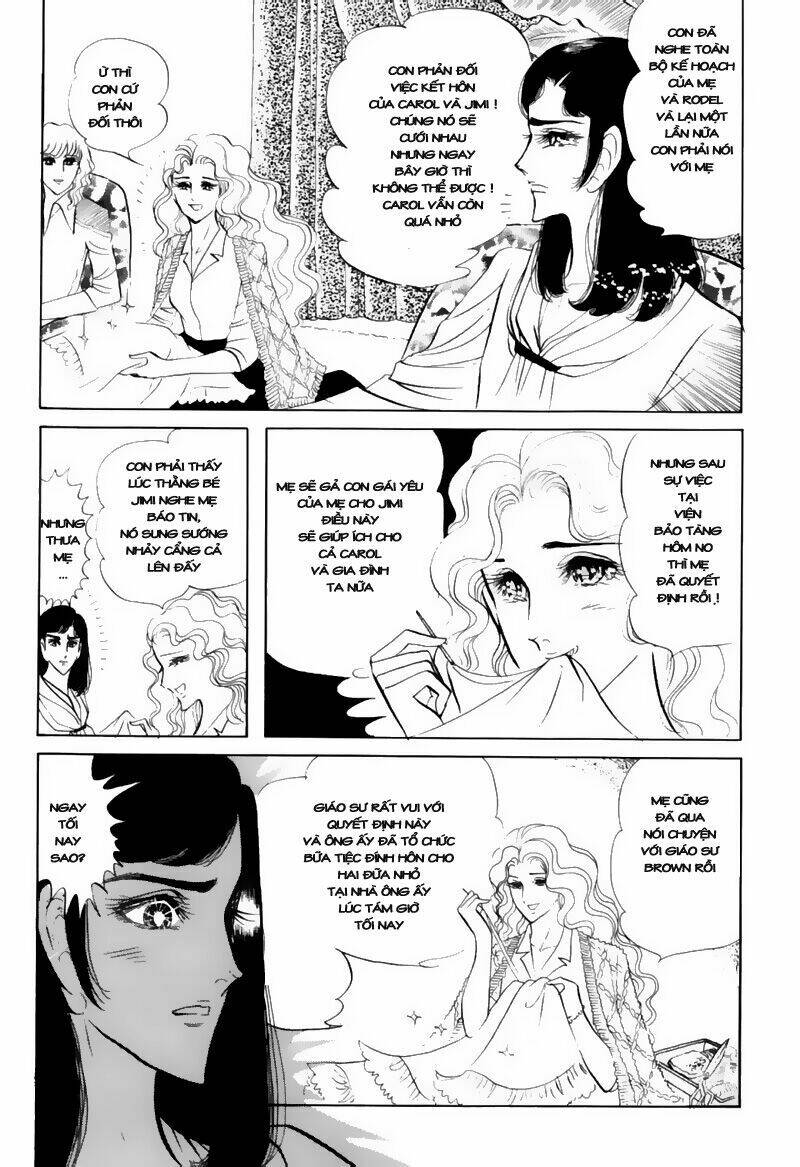 CON ĐÃ
NGHE TOÀN
BỘ KẾ HOẠCH
CỦA MẸ
VÀ RODEL
VÀ LẠI MỘT
LẦN NỮA
CON PHẢI NÓI
VỚI MẸ
CON PHẢN ĐỐI
VIỆC KẾT HÔN
CỦA CAROL VÀ JIMI !
CHÚNG NÓ SẼ
CƯỚI NHAU
NHƯNG NGAY
BÂY GIỜ THÌ
KHÔNG THỂ ĐƯỢC !
CAROL VẪN CÒN
QUÁ NHỎ
Ừ THÌ
CON CỨ
PHẢN
ĐỐI THÔI
NHƯNG SAU
SỰ VIỆC
TẠI
VIỆN
BẢO TÀNG
HÔM NO
THÌ MẸ
ĐÃ QUYẾT
ĐỊNH RỒI !
MẸ SẼ GẢ CON GÁI YÊU
CỦA MẸ CHO JIMI
ĐIỀU NÀY
SẼ GIÚP ÍCH CHO
CẢ CAROL
VÀ GIA ĐÌNH
TA NỮA
CON PHẢI THẤY
LÚC THẰNG BÉ
JIMI NGHE MẸ
BÁO TIN,
NÓ SUNG SƯỚNG
NHẢY CẨNG CẢ
LÊN ĐẤY
NHƯNG
THƯA
MẸ
...
MẸ CŨNG
ĐÃ QUA
NÓI CHUYỆN
VỚI GIÁO SƯ
BROWN RỒI
GIÁO SƯ RẤT VUI VỚI
QUYẾT ĐỊNH NÀY
VÀ ÔNG ẤY ĐÃ TỔ CHỨC
BỮA TIỆC ĐÍNH HÔN CHO
HAI ĐỨA NHỎ
TẠI NHÀ ÔNG ẤY
LÚC TÁM GIỜ
TỐI NAY
NGAY
TỐI
NAY
SAO?